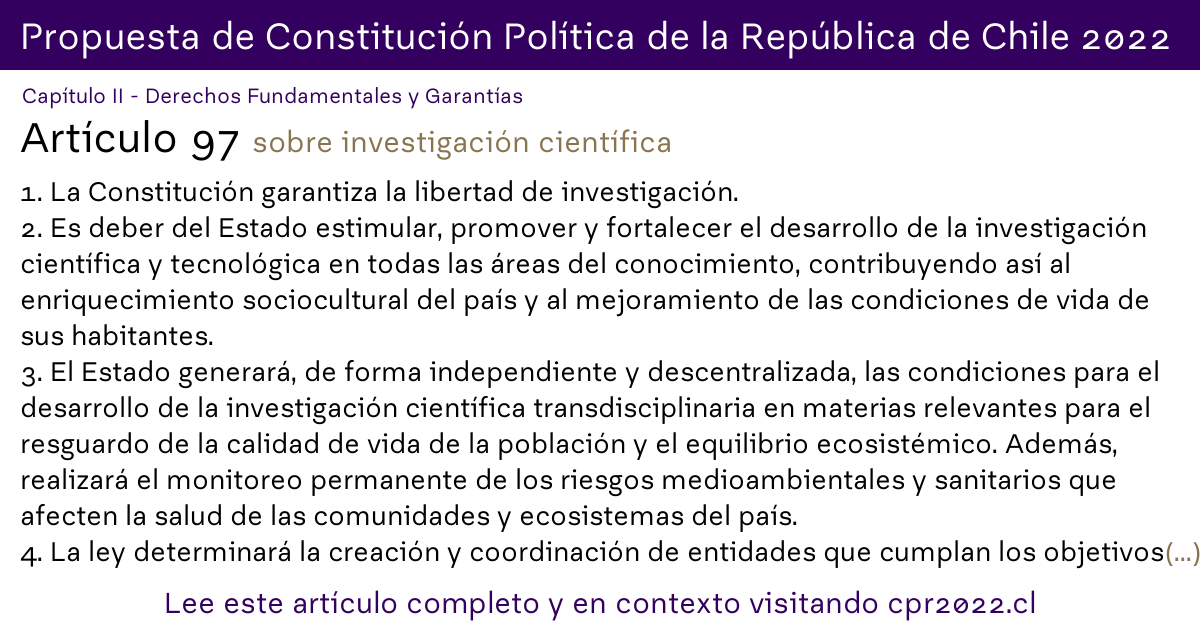 Propuesta de Constitución Política de la República de Chile 2022
Capítulo II - Derechos Fundamentales y Garantías
Artículo 97 sobre investigación científica
1. La Constitución garantiza la libertad de investigación.
2. Es deber del Estado estimular, promover y fortalecer el desarrollo de la investigación
científica y tecnológica en todas las áreas del conocimiento, contribuyendo así al
enriquecimiento sociocultural del país y al mejoramiento de las condiciones de vida de
sus habitantes.
3. El Estado generará, de forma independiente y descentralizada, las condiciones para el
desarrollo de la investigación científica transdisciplinaria en materias relevantes para el
resguardo de la calidad de vida de la población y el equilibrio ecosistémico. Además,
realizará el monitoreo permanente de los riesgos medioambientales y sanitarios que
afecten la salud de las comunidades y ecosistemas del país.
4. La ley determinará la creación y coordinación de entidades que cumplan los objetivos(...)
Lee este artículo completo y en contexto visitando cpr2022.cl